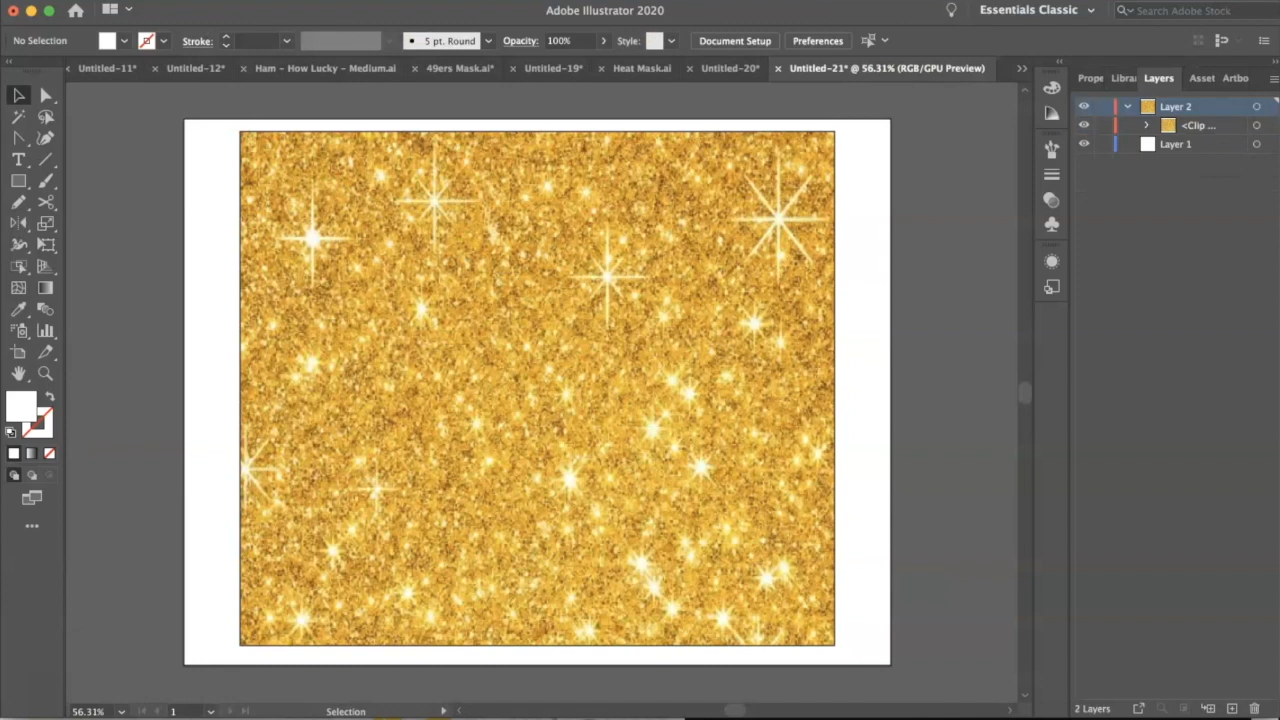 Adobe Illustrator 2020
Essentials Classic
Search Adobe Stock
No Selection
Stroke:
5 pt. Round
Opacity: 100%
Style:
Document Setup
Preferences
Untitled-11*
Untitled-12*
Ham - How Lucky - Medium.ai
49ers Mask.ai*
Untitled-19*
Heat Mask.ai
Untitled-20*
Untitled-21* @ 56.31% (RGB/GPU Preview)
Prope
Librai
Layers
Asset
Artbo
Layer 2
<Clip ...
Layer 1
56.31%
1
Selection
2 Layers